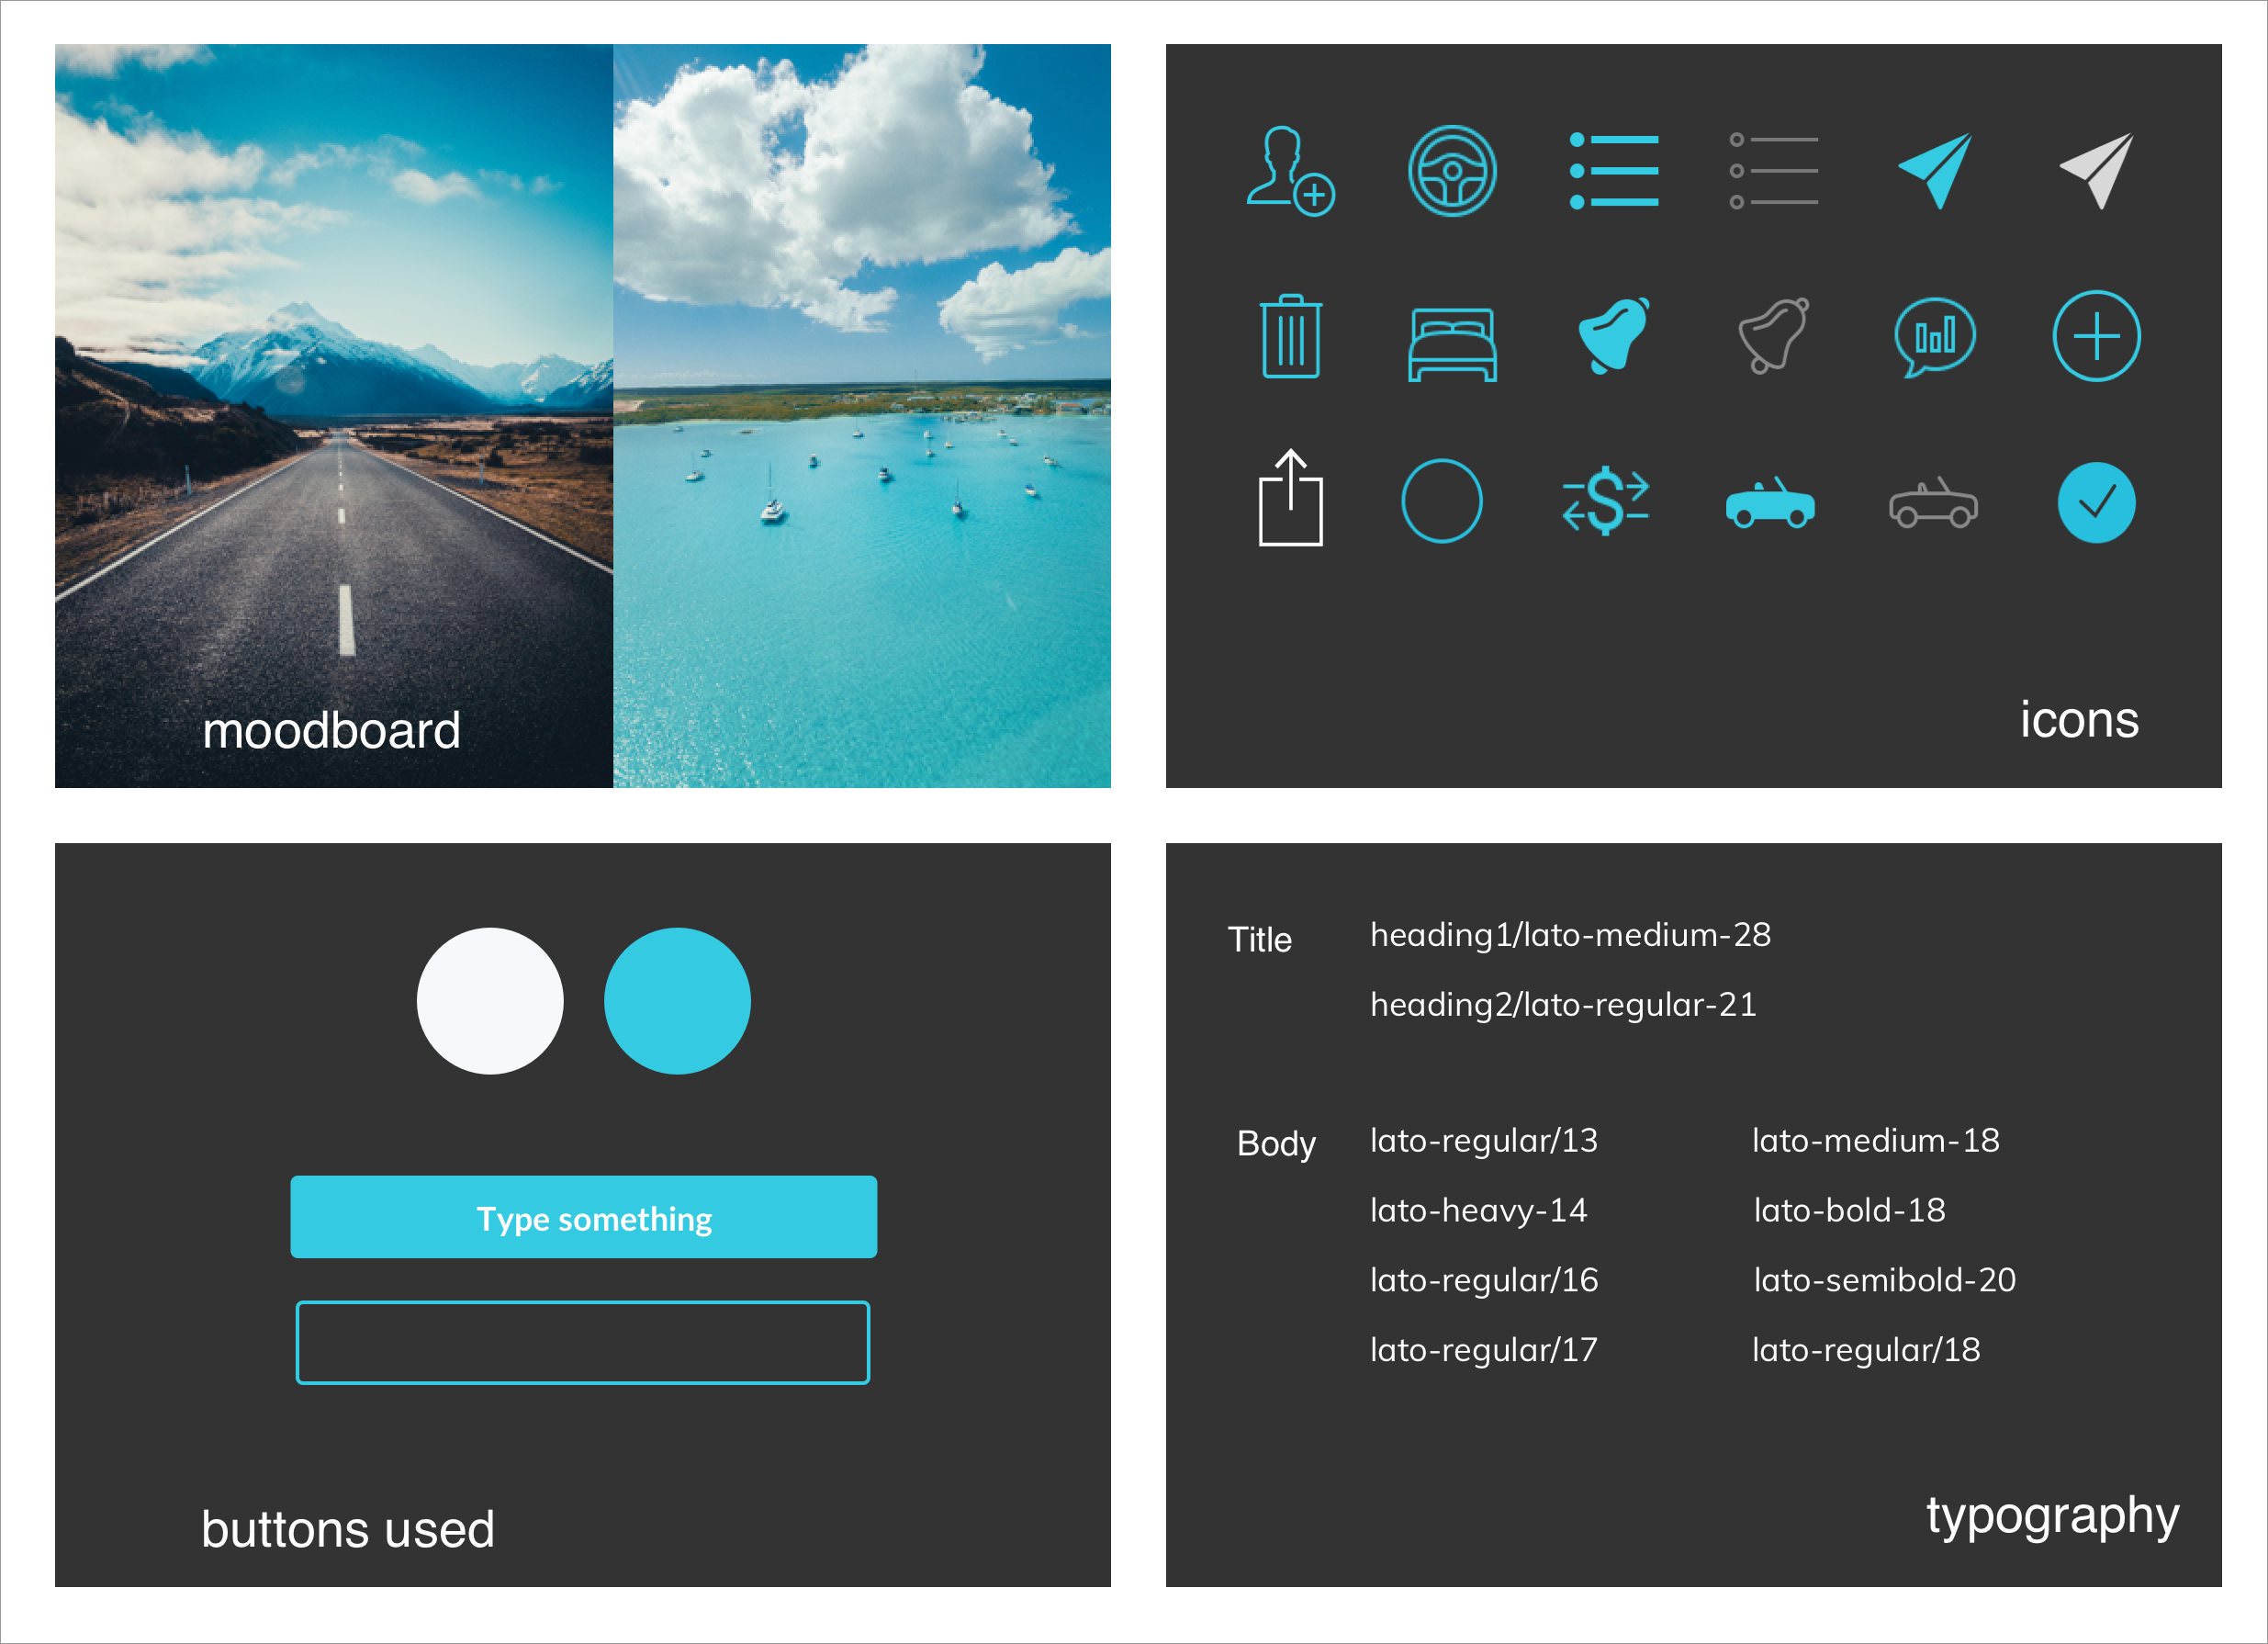 moodboard
icons
Type something
buttons used
Title heading1/lato-medium-28
heading2/lato-regular-21
Body lato-regular/13 lato-medium-18
lato-heavy-14 lato-bold-18
lato-regular/16 lato-semibold-20
lato-regular/17 lato-regular/18
typography